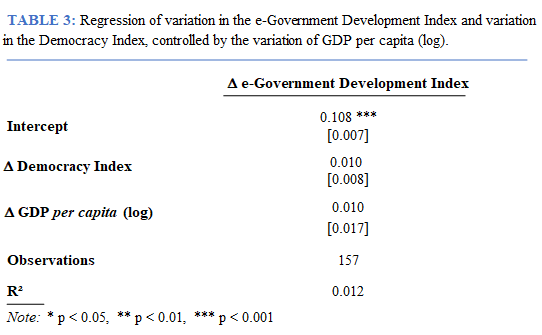 TABLE 3: Regression of variation in the e-Government Development Index and variation
in the Democracy Index, controlled by the variation of GDP per capita (log).
Δ e-Government Development Index
Intercept 0.108 ***
[0.007]
Δ Democracy Index 0.010
[0.008]
Δ GDP per capita (log) 0.010
[0.017]
Observations 157
R² 0.012
Note: * p < 0.05, ** p < 0.01, *** p < 0.001